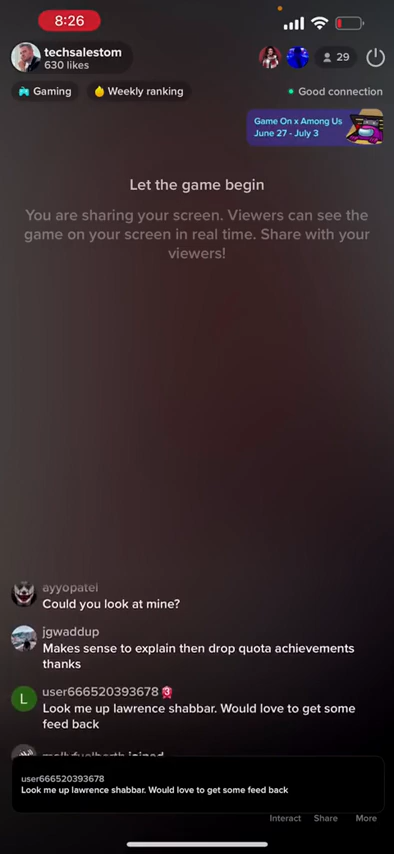 8:26
techsalestom
630 likes
29
Gaming
Weekly ranking
Good connection
Game On x Among Us
June 27 - July 3
Let the game begin
You are sharing your screen. Viewers can see the
game on your screen in real time. Share with your
viewers!
ayyopatel
Could you look at mine?
jgwaddup
Makes sense to explain then drop quota achievements
thanks
L
user666520393678 3
Look me up lawrence shabbar. Would love to get some
feed back
joined
user666520393678
Look me up lawrence shabbar. Would love to get some feed back
Interact Share More